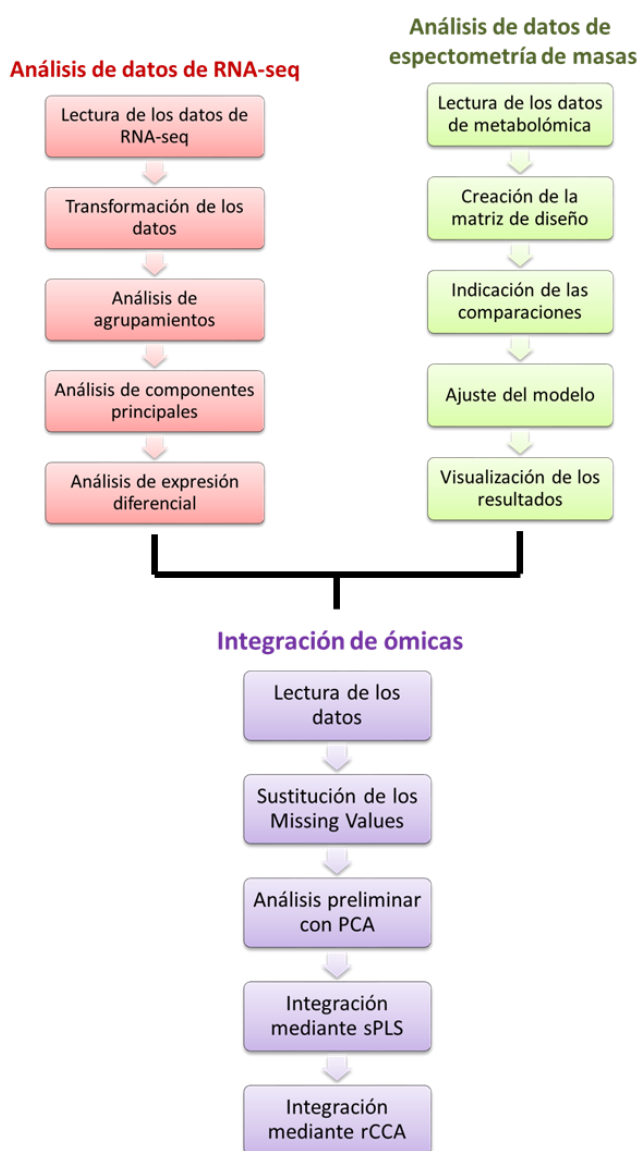 Análisis de datos de RNA-seq
Lectura de los datos de
RNA-seq
Transformación de los
datos
Análisis de
agrupamientos
Análisis de componentes
principales
Análisis de expresión
diferencial
Análisis de datos de
espectometría de masas
Lectura de los datos
de metabolómica
Creación de la
matriz de diseño
Indicación de las
comparaciones
Ajuste del modelo
Visualización de los
resultados
Integración de ómicas
Lectura de los
datos
Sustitución de los
Missing Values
Análisis preliminar
con PCA
Integración
mediante sPLS
Integración
mediante rCCA